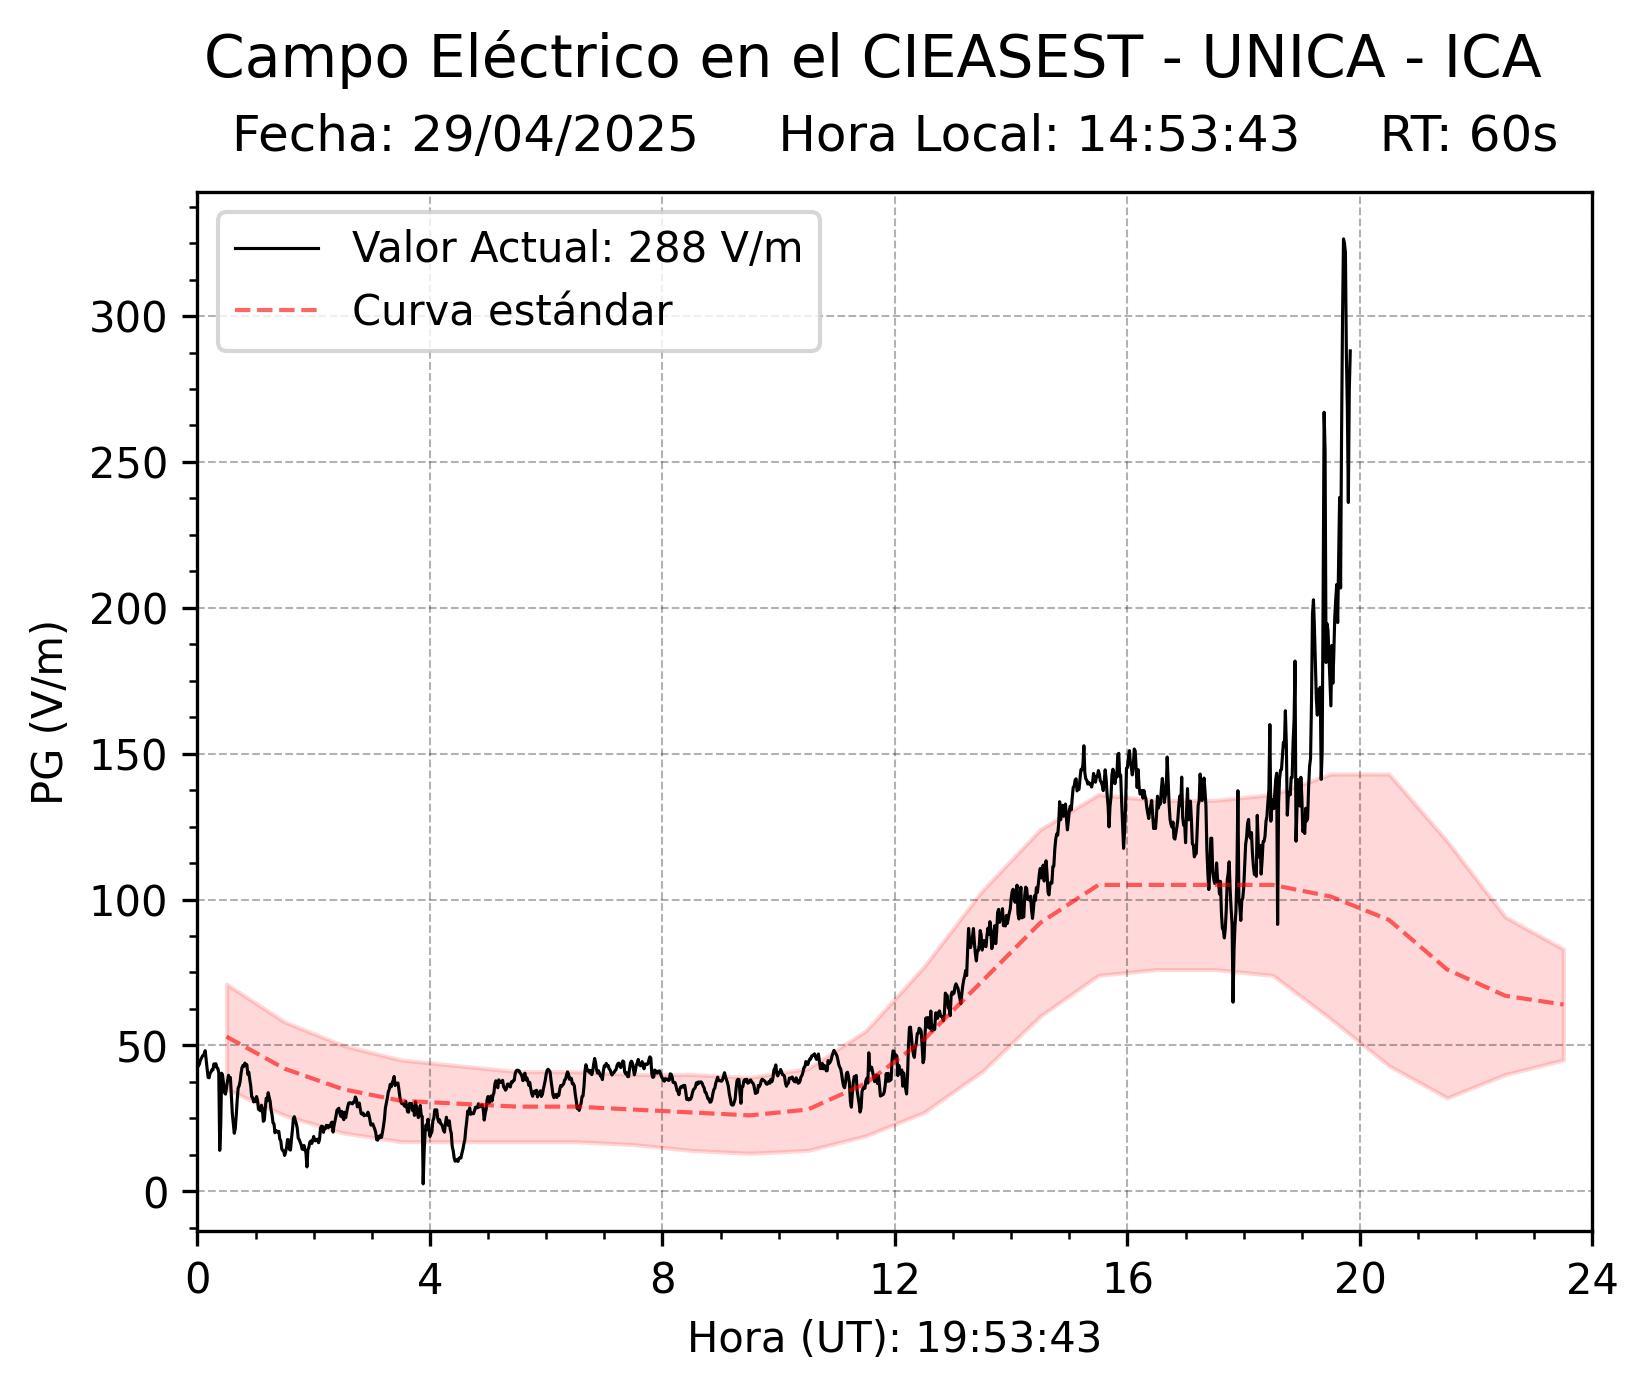 Campo Eléctrico en el CIEASEST - UNICA - ICA
Fecha: 29/04/2025 Hora Local: 14:53:43 RT: 60s
Valor Actual: 288 V/m
Curva estándar
PG (V/m)
300
250
200
150
100
50
0
0 4 8 12 16 20 24
Hora (UT): 19:53:43